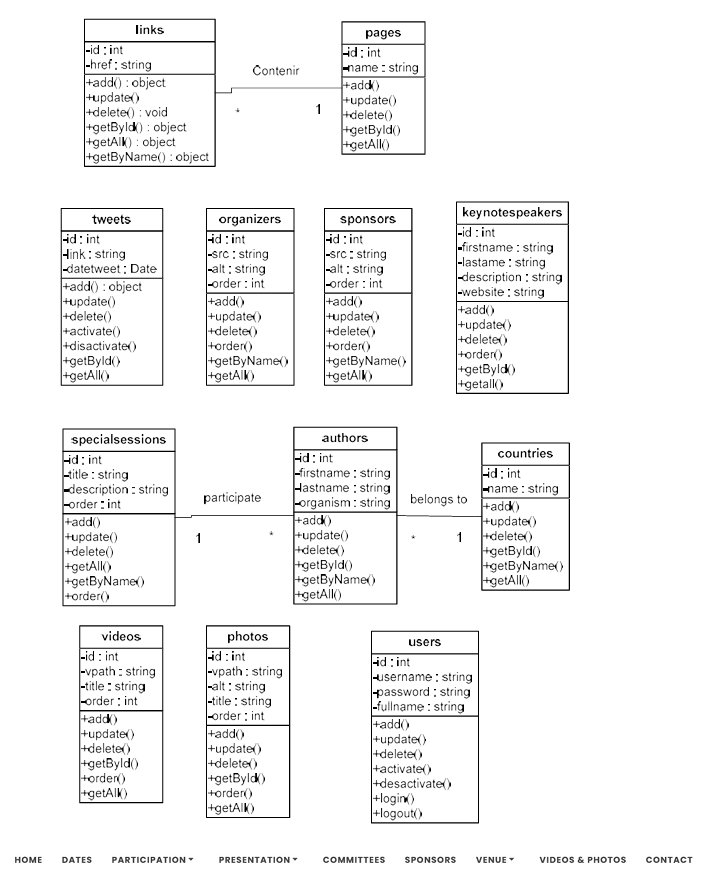 links
-id : int
-href : string
+add() : object
+update()
+delete() : void
+getById() : object
+getAll() : object
+getByName() : object
Contenir
*
1
pages
-id : int
-name : string
+add()
+update()
+delete()
+getById()
+getAll()
tweets
-id : int
-link : string
-datetweet : Date
+add() : object
+update()
+delete()
+activate()
+disactivate()
+getById()
+getAll()
organizers
-id : int
-src : string
-alt : string
-order : int
+add()
+update()
+delete()
+order()
+getByName()
+getAll()
sponsors
-id : int
-src : string
-alt : string
-order : int
+add()
+update()
+delete()
+order()
+getByName()
+getAll()
keynotespeakers
-id : int
-firstname : string
-lastame : string
-description : string
-website : string
+add()
+update()
+delete()
+order()
+getById()
+getall()
specialsessions
-id : int
-title : string
-description : string
-order : int
+add()
+update()
+delete()
+getAll()
+getByName()
+order()
participate
1
*
authors
-id : int
-firstname : string
-lastname : string
-organism : string
+add()
+update()
+delete()
+getById()
+getByName()
+getAll()
belongs to
*
1
countries
-id : int
-name : string
+add()
+update()
+delete()
+getById()
+getByName()
+getAll()
videos
-id : int
-vpath : string
-title : string
-order : int
+add()
+update()
+delete()
+getById()
+order()
+getAll()
photos
-id : int
-vpath : string
-alt : string
-title : string
-order : int
+add()
+update()
+delete()
+getById()
+order()
+getAll()
users
-id : int
-username : string
-password : string
-fullname : string
+add()
+update()
+delete()
+activate()
+desactivate()
+login()
+logout()
HOME DATES PARTICIPATION PRESENTATION COMMITTEES SPONSORS VENUE VIDEOS & PHOTOS CONTACT